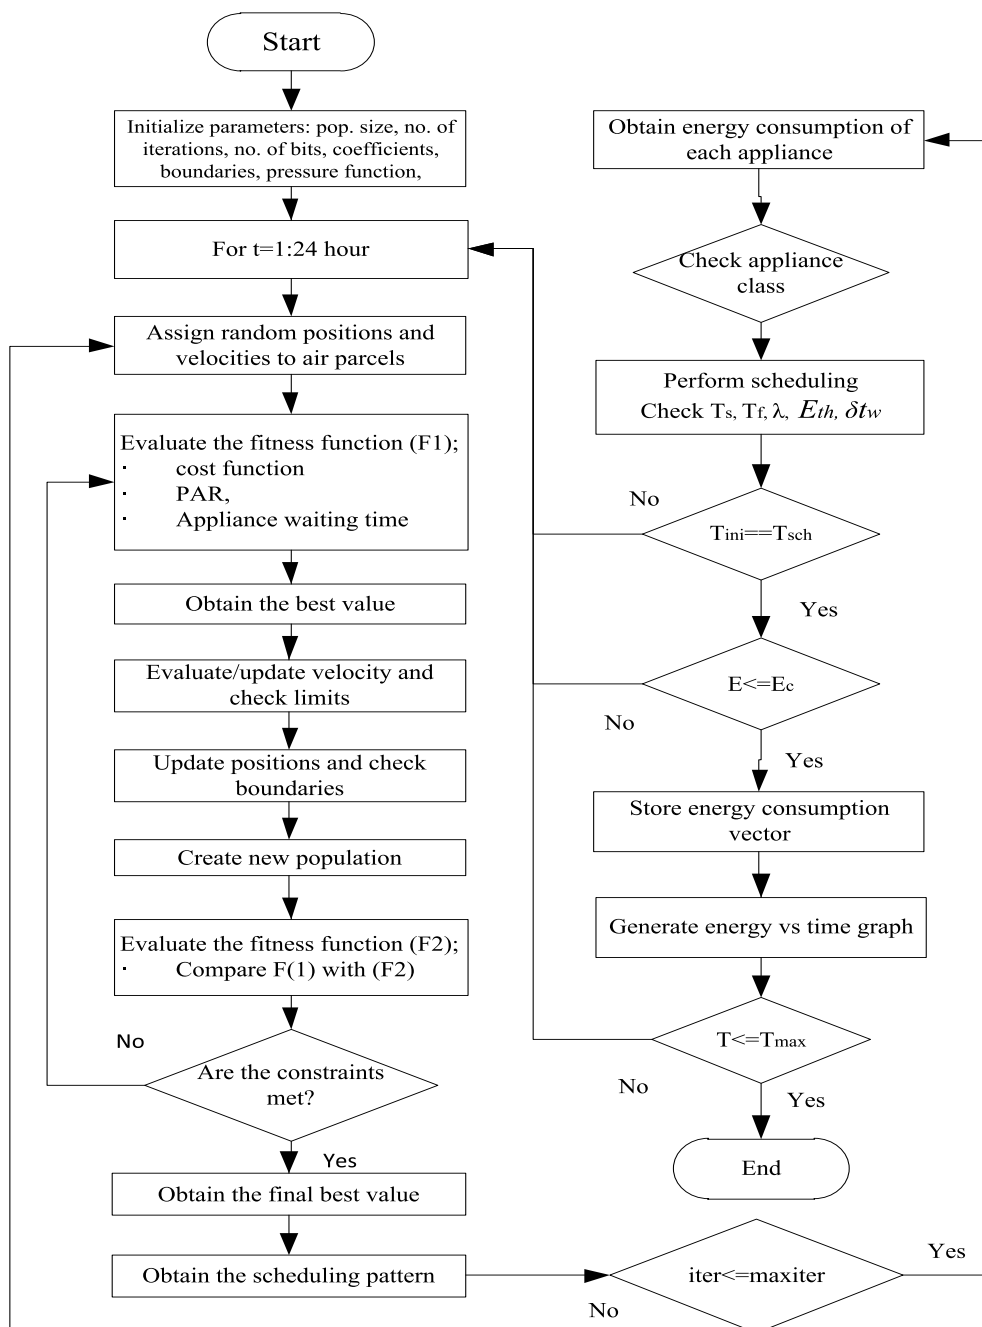 Start
Initialize parameters: pop. size, no. of
iterations, no. of bits, coefficients,
boundaries, pressure function,
For t=1:24 hour
Assign random positions and
velocities to air parcels
Evaluate the fitness function (F1);
· cost function
· PAR,
· Appliance waiting time
Obtain the best value
Evaluate/update velocity and
check limits
Update positions and check
boundaries
Create new population
Evaluate the fitness function (F2);
· Compare F(1) with (F2)
No
Are the constraints
met?
Yes
Obtain the final best value
Obtain the scheduling pattern
iter<=maxiter
Yes
No
Obtain energy consumption of
each appliance
Check appliance
class
Perform scheduling
Check Ts, Tf, λ, Eth, δtw
No
Tini==Tsch
Yes
E<=Ec
No
Yes
Store energy consumption
vector
Generate energy vs time graph
T<=Tmax
No
Yes
End